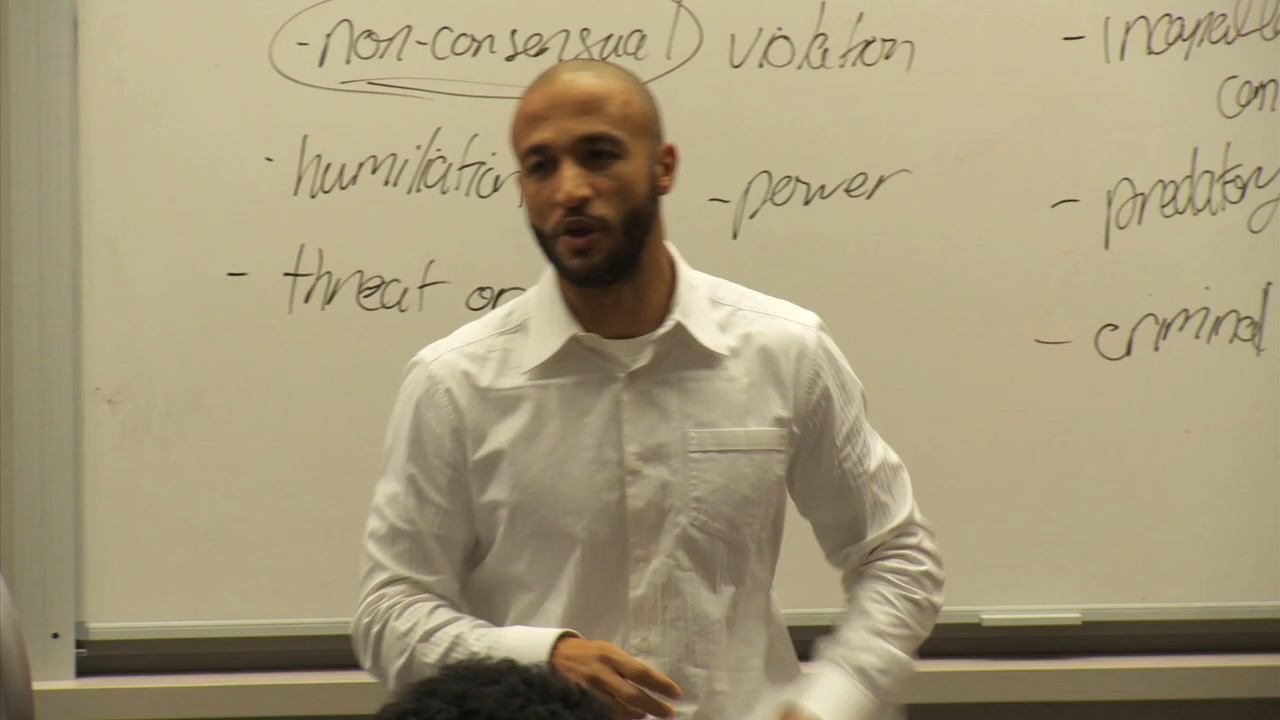 -non-consensual violation
- humiliation
- power
- threat or
- predatory
- criminal